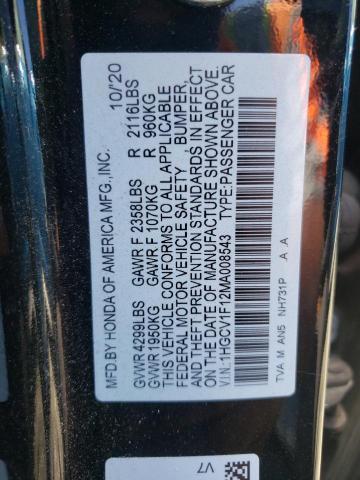 MFD.BY HONDA OF AMERICA MFG.,INC. 10/20
GVWR 4299LBS GAWR F 2358LBS R 2116LBS
GVWR 1950KG GAWR F 1070KG R 960KG
THIS VEHICLE CONFORMS TO ALL APPLICABLE
FEDERAL MOTOR VEHICLE SAFETY , BUMPER,
AND THEFT PREVENTION STANDARDS IN EFFECT
ON THE DATE OF MANUFACTURE SHOWN ABOVE.
V.I.N.:1HGCV1F12MA008543 TYPE:PASSENGER CAR
TVA M AN5 NH731P A A
V7